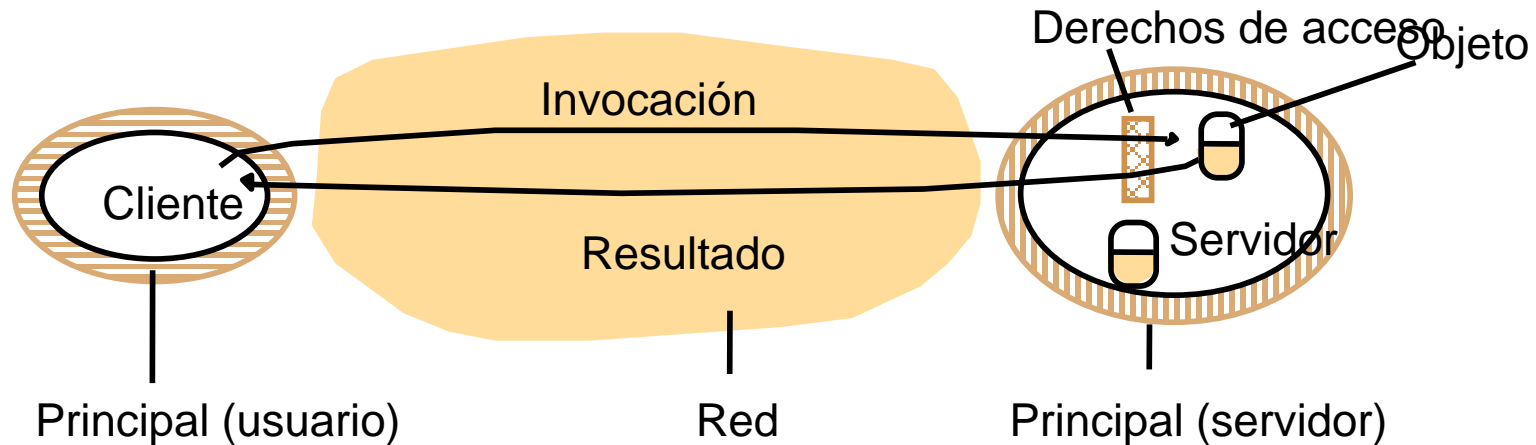 Derechos de acceso
Objeto
Invocación
Cliente
Resultado
Servidor
Principal (usuario)
Red
Principal (servidor)